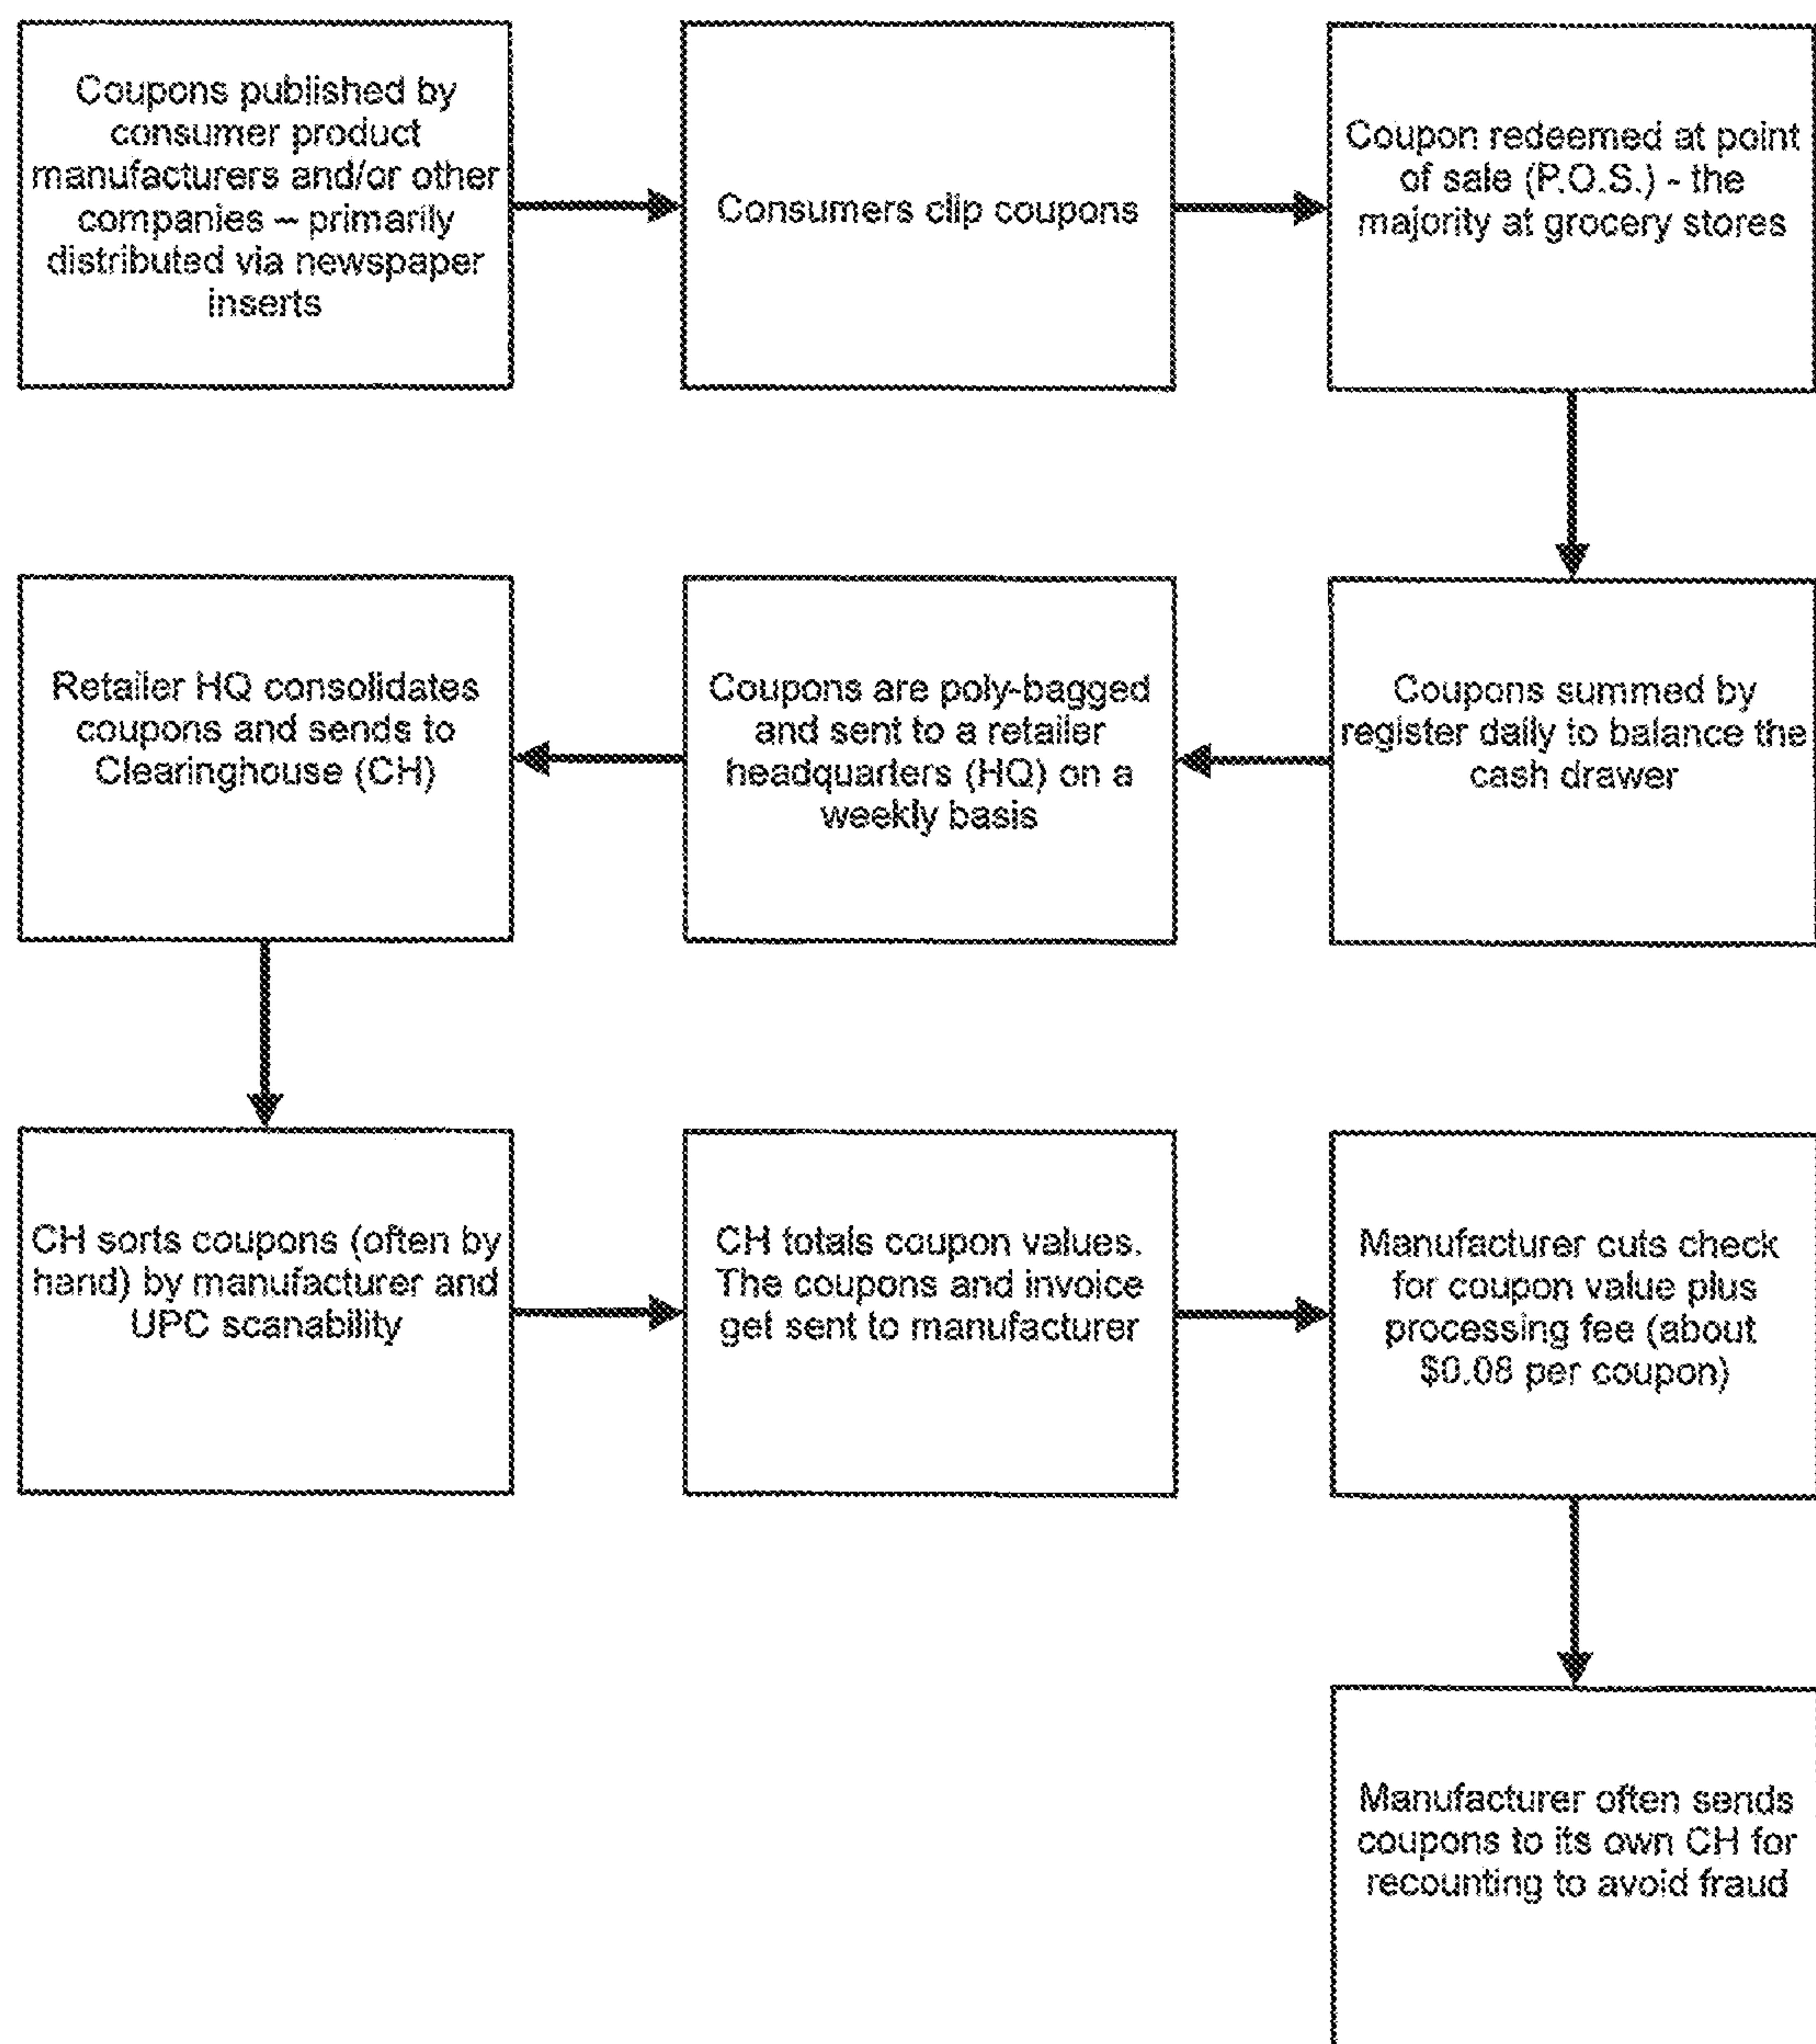 Coupons published by
consumer product
manufacturers and/or other
companies – primarily
distributed via newspaper
inserts
Consumers clip coupons
Coupon redeemed at point
of sale (P.O.S.) - the
majority at grocery stores
Coupons summed by
register daily to balance the
cash drawer
Coupons are poly-bagged
and sent to a retailer
headquarters (HQ) on a
weekly basis
Retailer HQ consolidates
coupons and sends to
Clearinghouse (CH)
CH sorts coupons (often by
hand) by manufacturer and
UPC scanability
CH totals coupon values.
The coupons and invoice
get sent to manufacturer
Manufacturer cuts check
for coupon value plus
processing fee (about
$0.08 per coupon)
Manufacturer often sends
coupons to its own CH for
recounting to avoid fraud